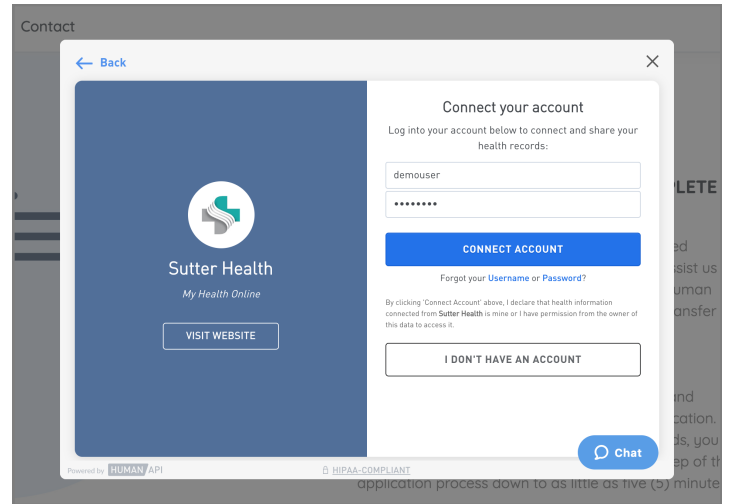 Contact
Back
Connect your account
Log into your account below to connect and share your
health records:
demouser
••••••••
CONNECT ACCOUNT
Forgot your Username or Password?
By clicking 'Connect Account' above, I declare that health information
connected from Sutter Health is mine or I have permission from the owner of
this data to access it.
I DON'T HAVE AN ACCOUNT
Sutter Health
My Health Online
VISIT WEBSITE
Chat
Powered by HUMAN API
HIPAA-COMPLIANT
PLETE
ed
ssist us
uman
ansfer
and
cation.
ds, you
ep of th
application process down to as little as five (5) minute